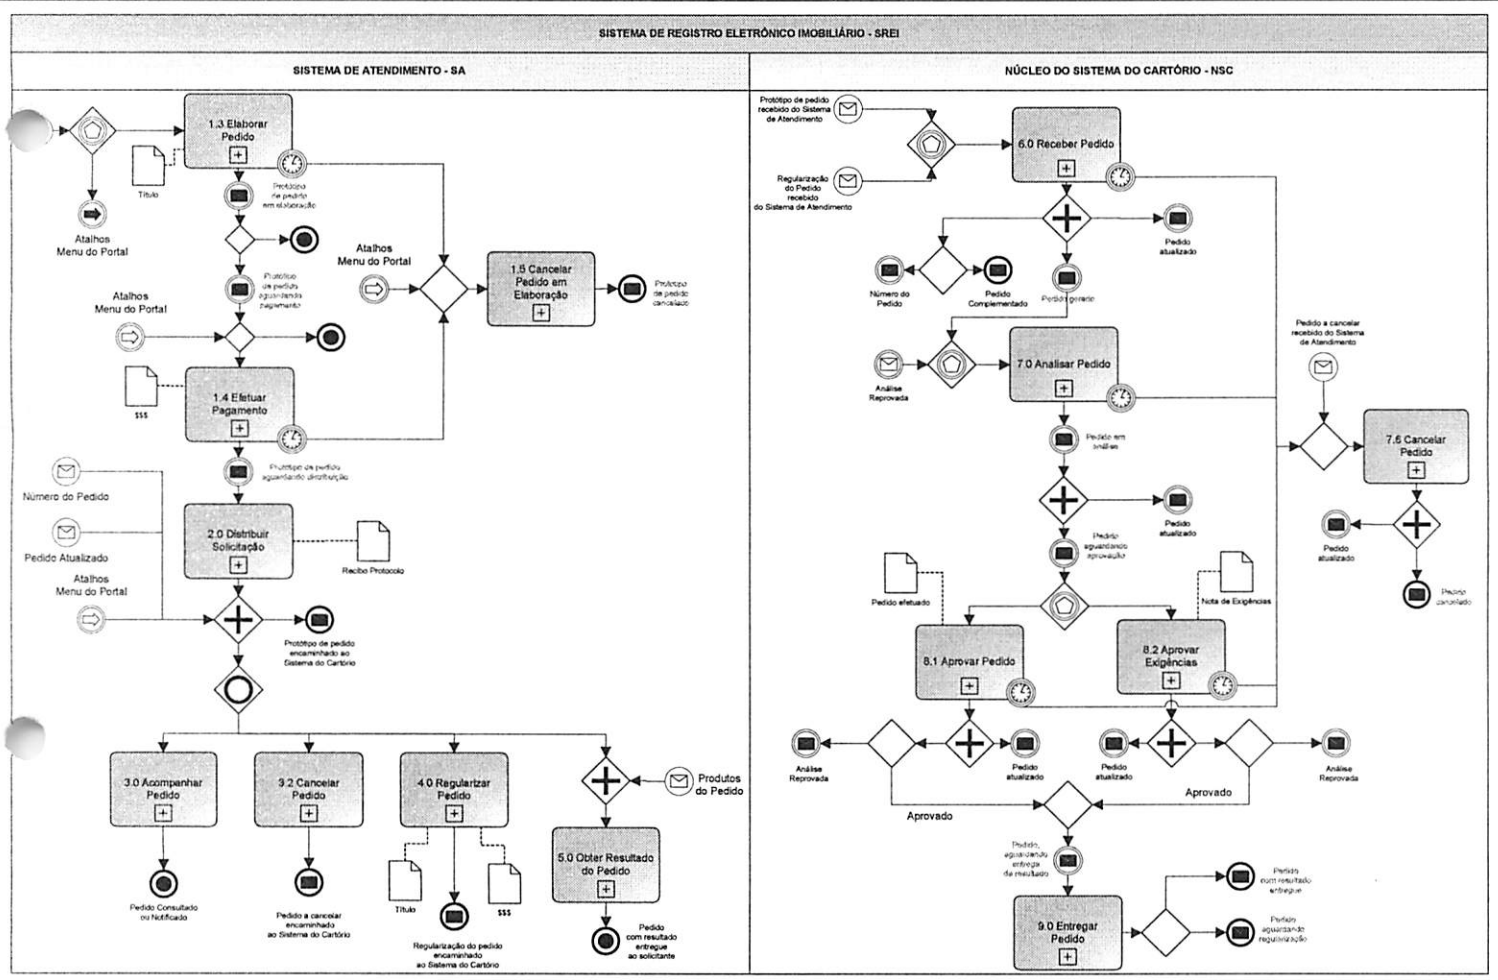 SISTEMA DE REGISTRO ELETRÔNICO IMOBILIÁRIO - SREI
SISTEMA DE ATENDIMENTO - SA
1.3 Elaborar
Pedido
Título
Protótipo
de pedido
em elaboração
Atalhos
Menu do Portal
Protótipo
de pedido
aguardando
pagamento
Atalhos
Menu do Portal
Atalhos
Menu do Portal
1.5 Cancelar
Pedido em
Elaboração
Protótipo
de pedido
cancelado
$$$
1.4 Efetuar
Pagamento
Protótipo de pedido
aguardando distribuição
Número do Pedido
Pedido Atualizado
Atalhos
Menu do Portal
2.0 Distribuir
Solicitação
Recibo Protocolo
Protótipo de pedido
encaminhado ao
Sistema do Cartório
3.0 Acompanhar
Pedido
Pedido Consultado
ou Notificado
3.2 Cancelar
Pedido
Pedido a cancelar
encaminhado
ao Sistema do Cartório
4.0 Regularizar
Pedido
Título
$$$
Regularização do pedido
encaminhado
ao Sistema do Cartório
Produtos
do Pedido
5.0 Obter Resultado
do Pedido
Pedido
com resultado
entregue
ao solicitante
NÚCLEO DO SISTEMA DO CARTÓRIO - NSC
Protótipo de pedido
recebido do Sistema
de Atendimento
Regularização
do Pedido
recebido
do Sistema de Atendimento
6.0 Receber Pedido
Pedido
atualizado
Número do
Pedido
Pedido
Complementado
Pedido gerado
Análise
Reprovada
7.0 Analisar Pedido
Pedido em
análise
Pedido
atualizado
Pedido
aguardando
aprovação
Pedido a cancelar
recebido do Sistema
de Atendimento
7.6 Cancelar
Pedido
Pedido
atualizado
Pedido
cancelado
Pedido efetuado
Nota de Exigências
8.1 Aprovar Pedido
8.2 Aprovar
Exigências
Análise
Reprovada
Pedido
atualizado
Pedido
atualizado
Análise
Reprovada
Aprovado
Aprovado
Pedido,
aguardando
entrega
de resultado
9.0 Entregar
Pedido
Pedido
com resultado
entregue
Pedido
aguardando
regularização